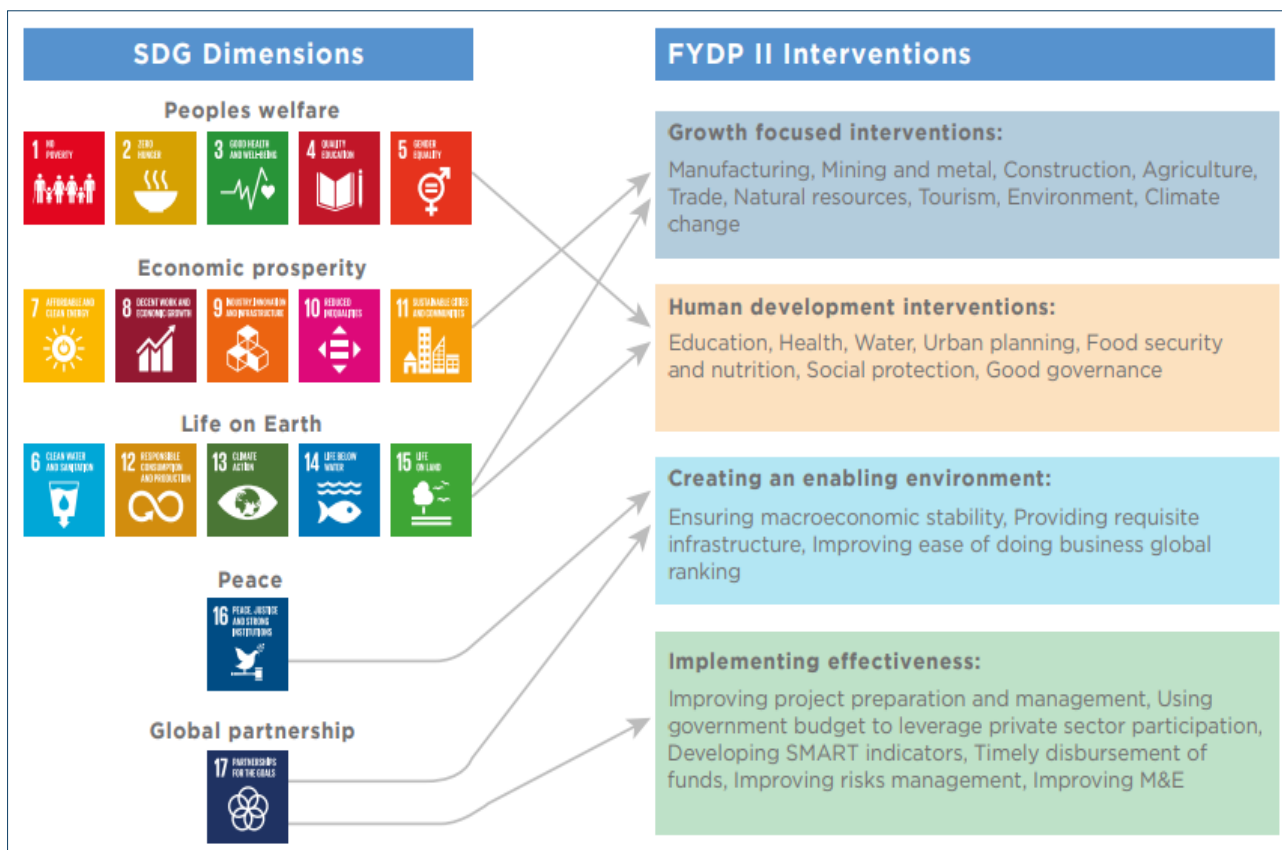 SDG Dimensions
Peoples welfare
1 NO
POVERTY
2 ZERO
HUNGER
3 GOOD HEALTH
AND WELL-BEING
4 QUALITY
EDUCATION
5 GENDER
EQUALITY
Economic prosperity
7 AFFORDABLE AND
CLEAN ENERGY
8 DECENT WORK AND
ECONOMIC GROWTH
9 INDUSTRY INNOVATION
AND INFRASTRUCTURE
10 REDUCED
INEQUALITIES
11 SUSTAINABLE CITIES
AND COMMUNITIES
Life on Earth
6 CLEAN WATER
AND SANITATION
12 RESPONSIBLE
CONSUMPTION
AND PRODUCTION
13 CLIMATE
ACTION
14 LIFE BELOW
WATER
15 LIFE
ON LAND
Peace
16 PEACE, JUSTICE
AND STRONG
INSTITUTIONS
Global partnership
17 PARTNERSHIPS
FOR THE GOALS
FYDP II Interventions
Growth focused interventions:
Manufacturing, Mining and metal, Construction, Agriculture,
Trade, Natural resources, Tourism, Environment, Climate
change
Human development interventions:
Education, Health, Water, Urban planning, Food security
and nutrition, Social protection, Good governance
Creating an enabling environment:
Ensuring macroeconomic stability, Providing requisite
infrastructure, Improving ease of doing business global
ranking
Implementing effectiveness:
Improving project preparation and management, Using
government budget to leverage private sector participation,
Developing SMART indicators, Timely disbursement of
funds, Improving risks management, Improving M&E